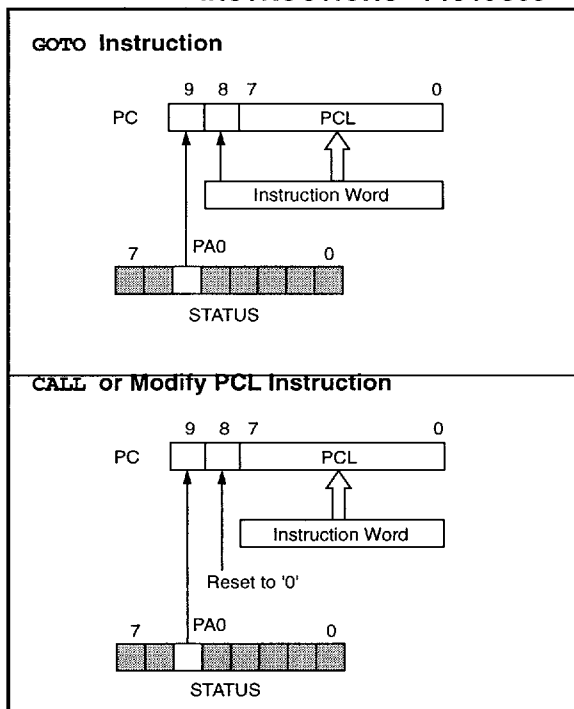 GOTO Instruction
9 8 7 0
PC PCL
Instruction Word
PA0
7 0
STATUS
CALL or Modify PCL Instruction
9 8 7 0
PC PCL
Instruction Word
Reset to '0'
PA0
7 0
STATUS